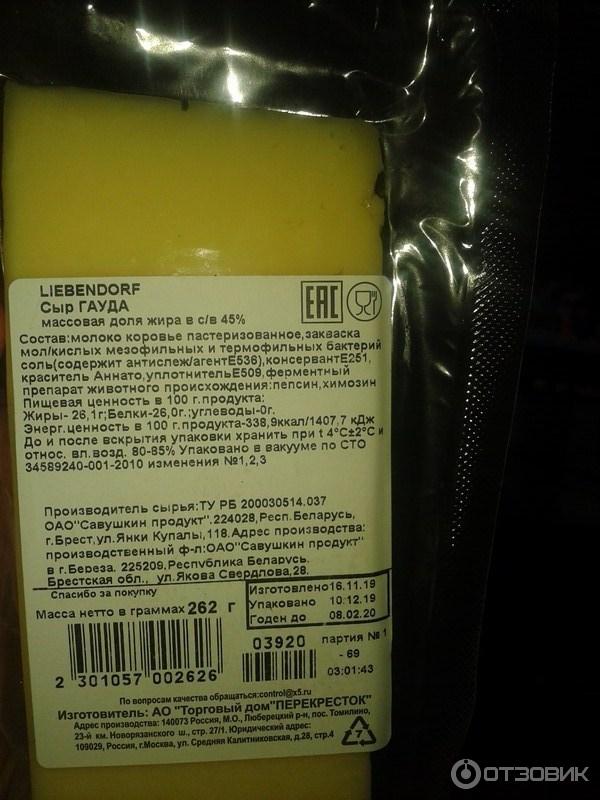 LIEBENDORF
Сыр ГАУДА
массовая доля жира в с/в 45%
EAC
Состав:молоко коровье пастеризованное,закваска
мол/кислых мезофильных и термофильных бактерий
соль(содержит антислеж/агентЕ536),консервантЕ251,
краситель Аннато,уплотнительЕ509,ферментный
препарат животного происхождения:пепсин,химозин
Пищевая ценность в 100 г.продукта:
Жиры- 26,1г;Белки-26,0г.:углеводы-0г.
Энерг.ценность в 100 г.продукта-338,9ккал/1407,7 кДж
До и после вскрытия упаковки хранить при t 4°С±2°С и
относ. вл.возд. 80-85% Упаковано в вакууме по СТО
34589240-001-2010 изменения №1,2,3
Производитель сырья:ТУ РБ 200030514.037
ОАО"Савушкин продукт".224028,Респ.Беларусь,
г.Брест,ул.Янки Купалы,118.Адрес производства:
производственный ф-л:ОАО"Савушкин продукт"
в г.Береза. 225209,Республика Беларусь.
Брестская обл., ул.Якова Свердлова,28.
Спасибо за покупку
Изготовлено16.11.19
Упаковано 10.12.19
Годен до 08.02.20
Масса нетто в граммах 262 г
03920 партия № 1
- 69
03:01:43
2 301057 002626
По вопросам качества обращаться:control@x5.ru
Изготовитель: АО "Торговый дом"ПЕРЕКРЕСТОК"
Адрес производства: 140073 Россия, М.О., Люберецкий р-н, пос. Томилино,
23-й км. Новорязанского ш., стр. 27/1. Юридический адрес:
109029, Россия, г.Москва, ул. Средняя Калитниковская, д.28, стр.4
7
ОТЗОВИК